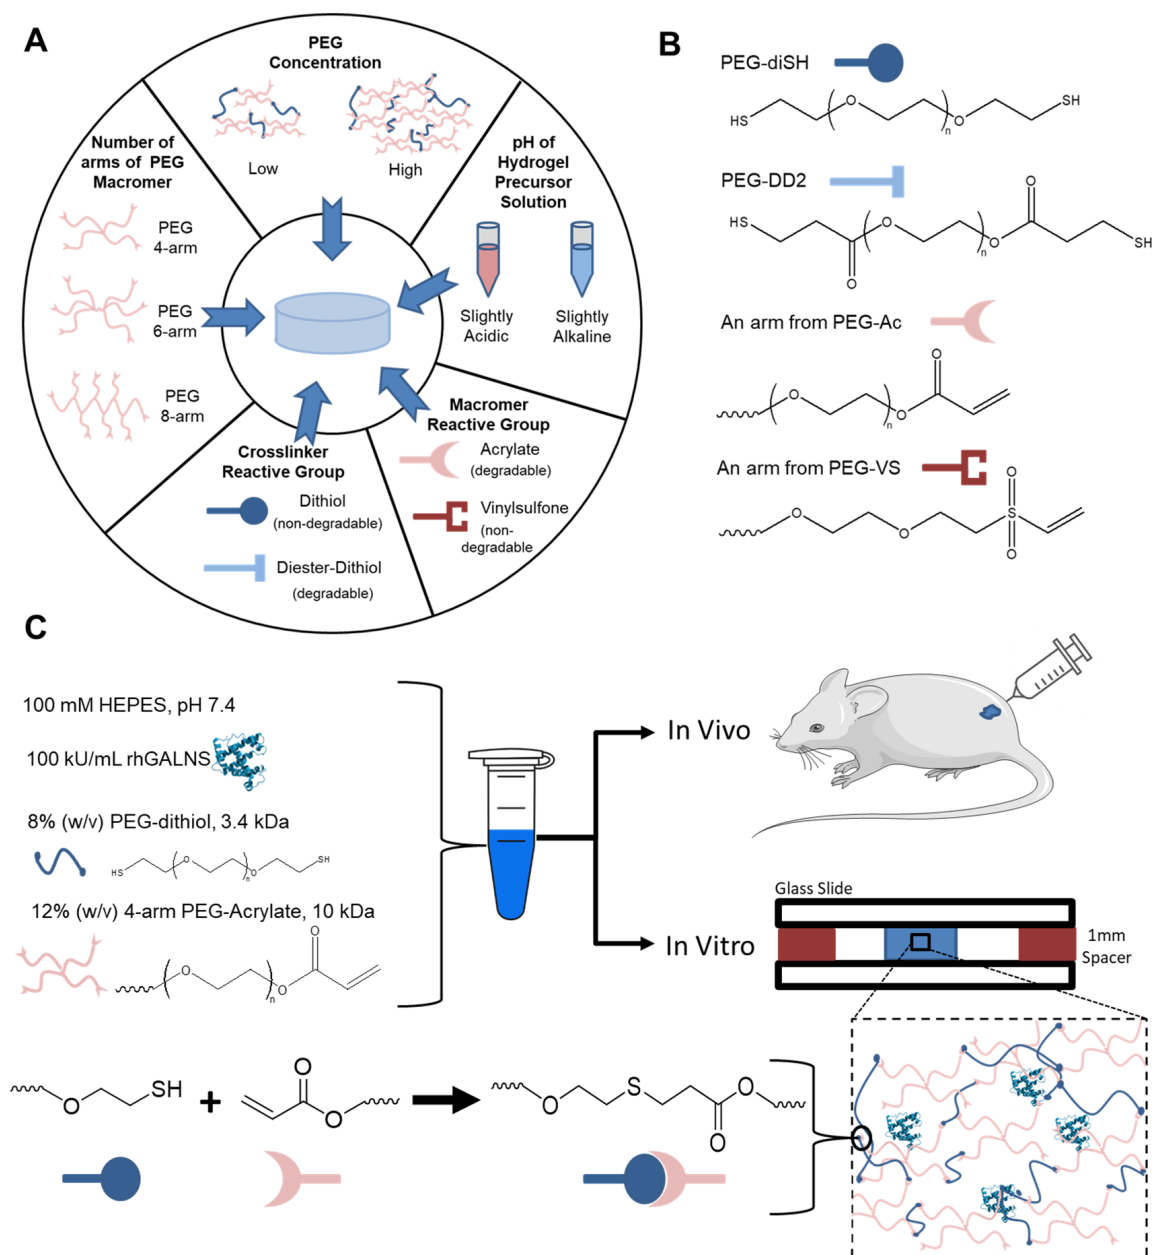 A
PEG
Concentration
Low
High
Number of
arms of PEG
Macromer
PEG
4-arm
PEG
6-arm
PEG
8-arm
pH of
Hydrogel
Precursor
Solution
Slightly
Acidic
Slightly
Alkaline
Macromer
Reactive Group
Acrylate
(degradable)
Vinylsulfone
(non-
degradable
Crosslinker
Reactive Group
Dithiol
(non-degradable)
Diester-Dithiol
(degradable)
B
PEG-diSH
HS
O
n
O
SH
PEG-DD2
HS
O
O
n
O
O
SH
An arm from PEG-Ac
O
n
O
O
An arm from PEG-VS
O
O
O
S
O
C
100 mM HEPES, pH 7.4
100 kU/mL rhGALNS
8% (w/v) PEG-dithiol, 3.4 kDa
HS
O
n
O
SH
12% (w/v) 4-arm PEG-Acrylate, 10 kDa
O
n
O
O
In Vivo
In Vitro
Glass Slide
1mm
Spacer
O
SH
+
O
O
O
S
O
O